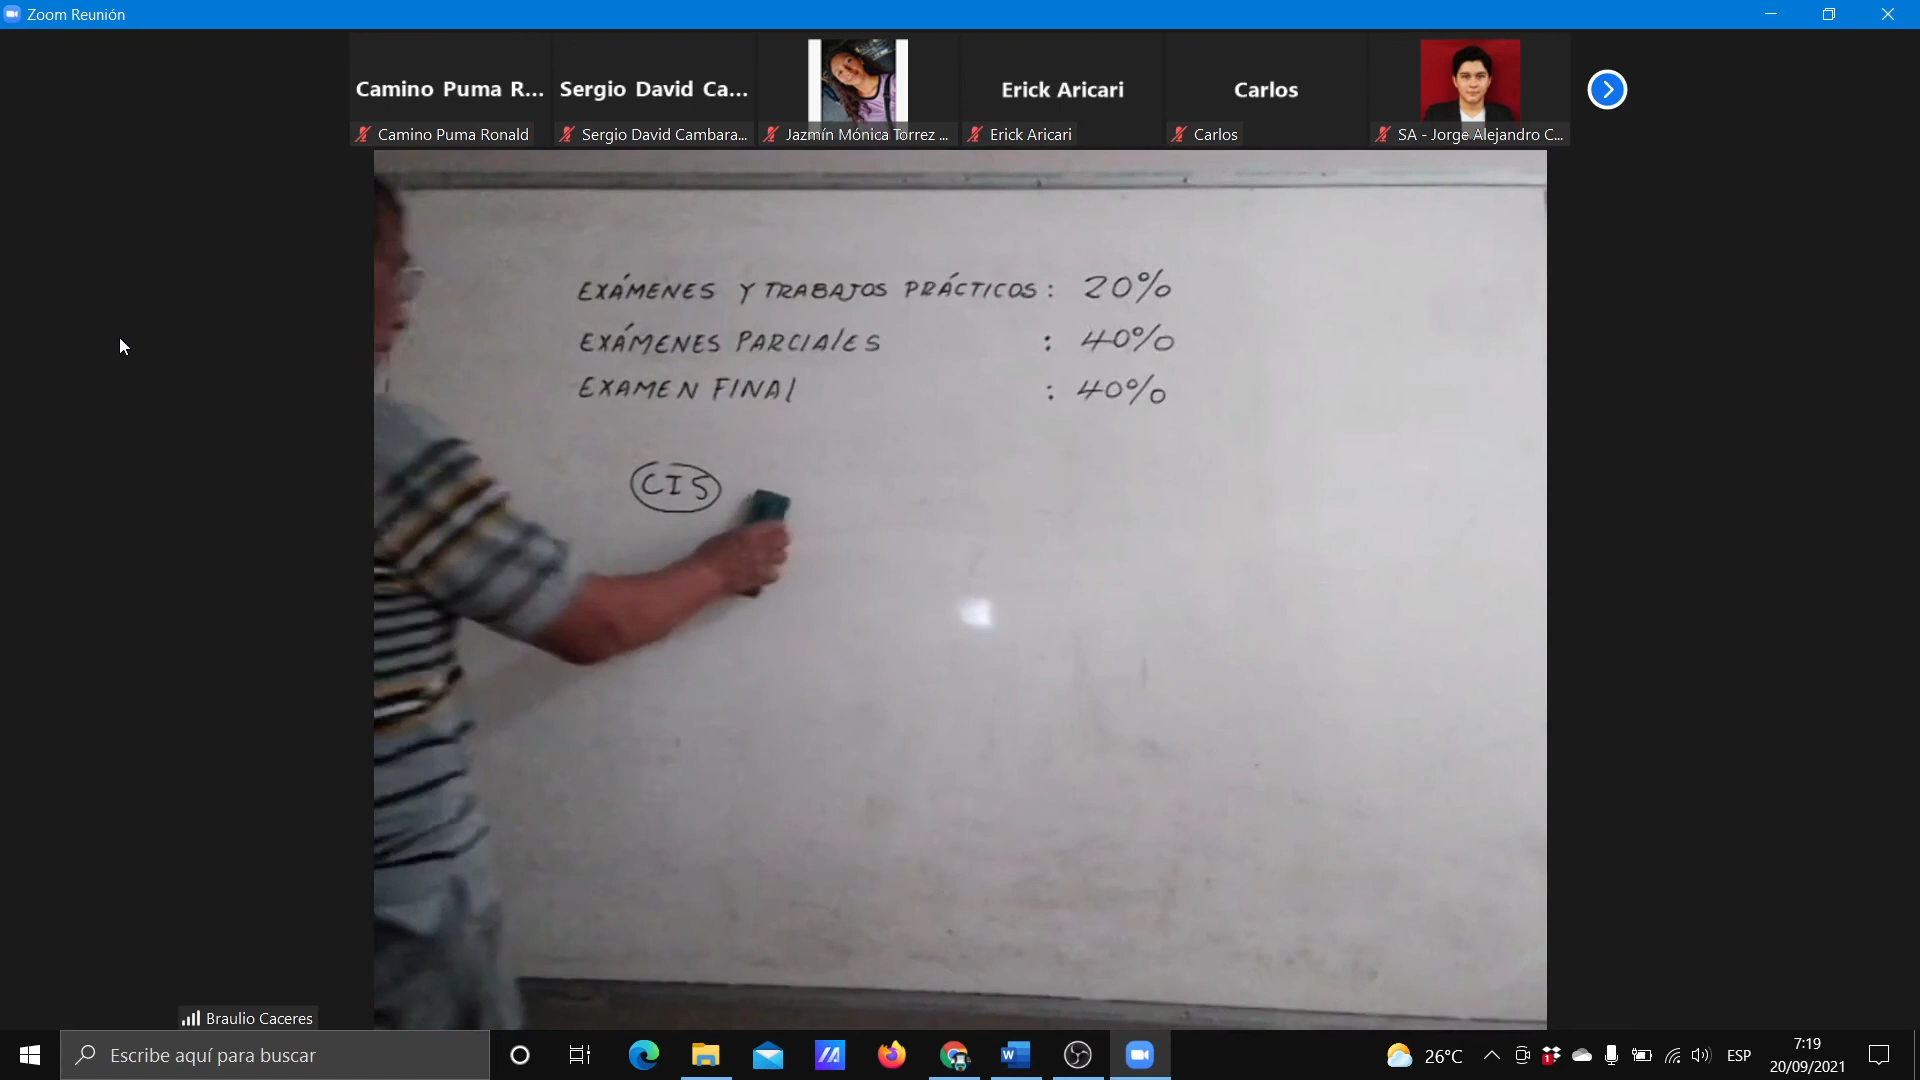 Zoom Reunión
Camino Puma R...
Sergio David Ca...
Erick Aricari
Carlos
Camino Puma Ronald
Sergio David Cambara...
Jazmín Mónica Torrez ...
Erick Aricari
Carlos
SA - Jorge Alejandro C...
EXÁMENES Y TRABAJOS PRÁCTICOS : 20%
EXÁMENES PARCIALES : 40%
EXAMEN FINAL : 40%
CIS
Braulio Caceres
Escribe aquí para buscar
26°C
1
ESP
7:19
20/09/2021